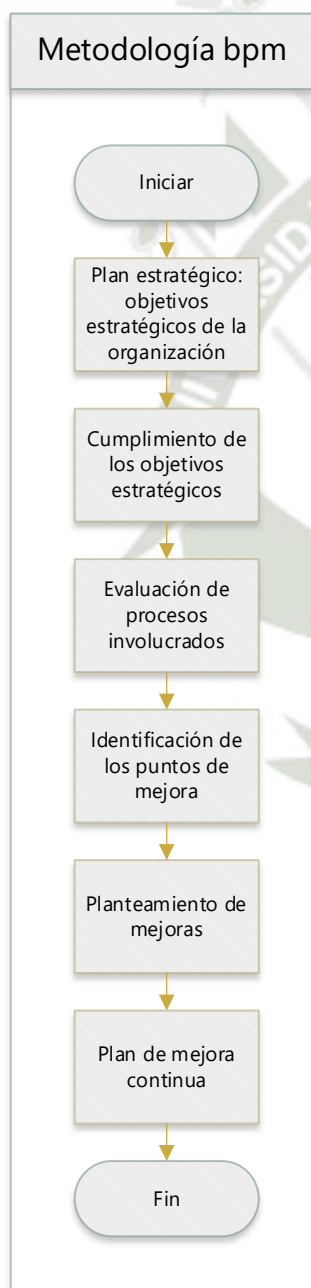 Metodología bpm
Iniciar
Plan estratégico:
objetivos
estratégicos de la
organización
Cumplimiento de
los objetivos
estratégicos
Evaluación de
procesos
involucrados
Identificación de
los puntos de
mejora
Planteamiento de
mejoras
Plan de mejora
continua
Fin